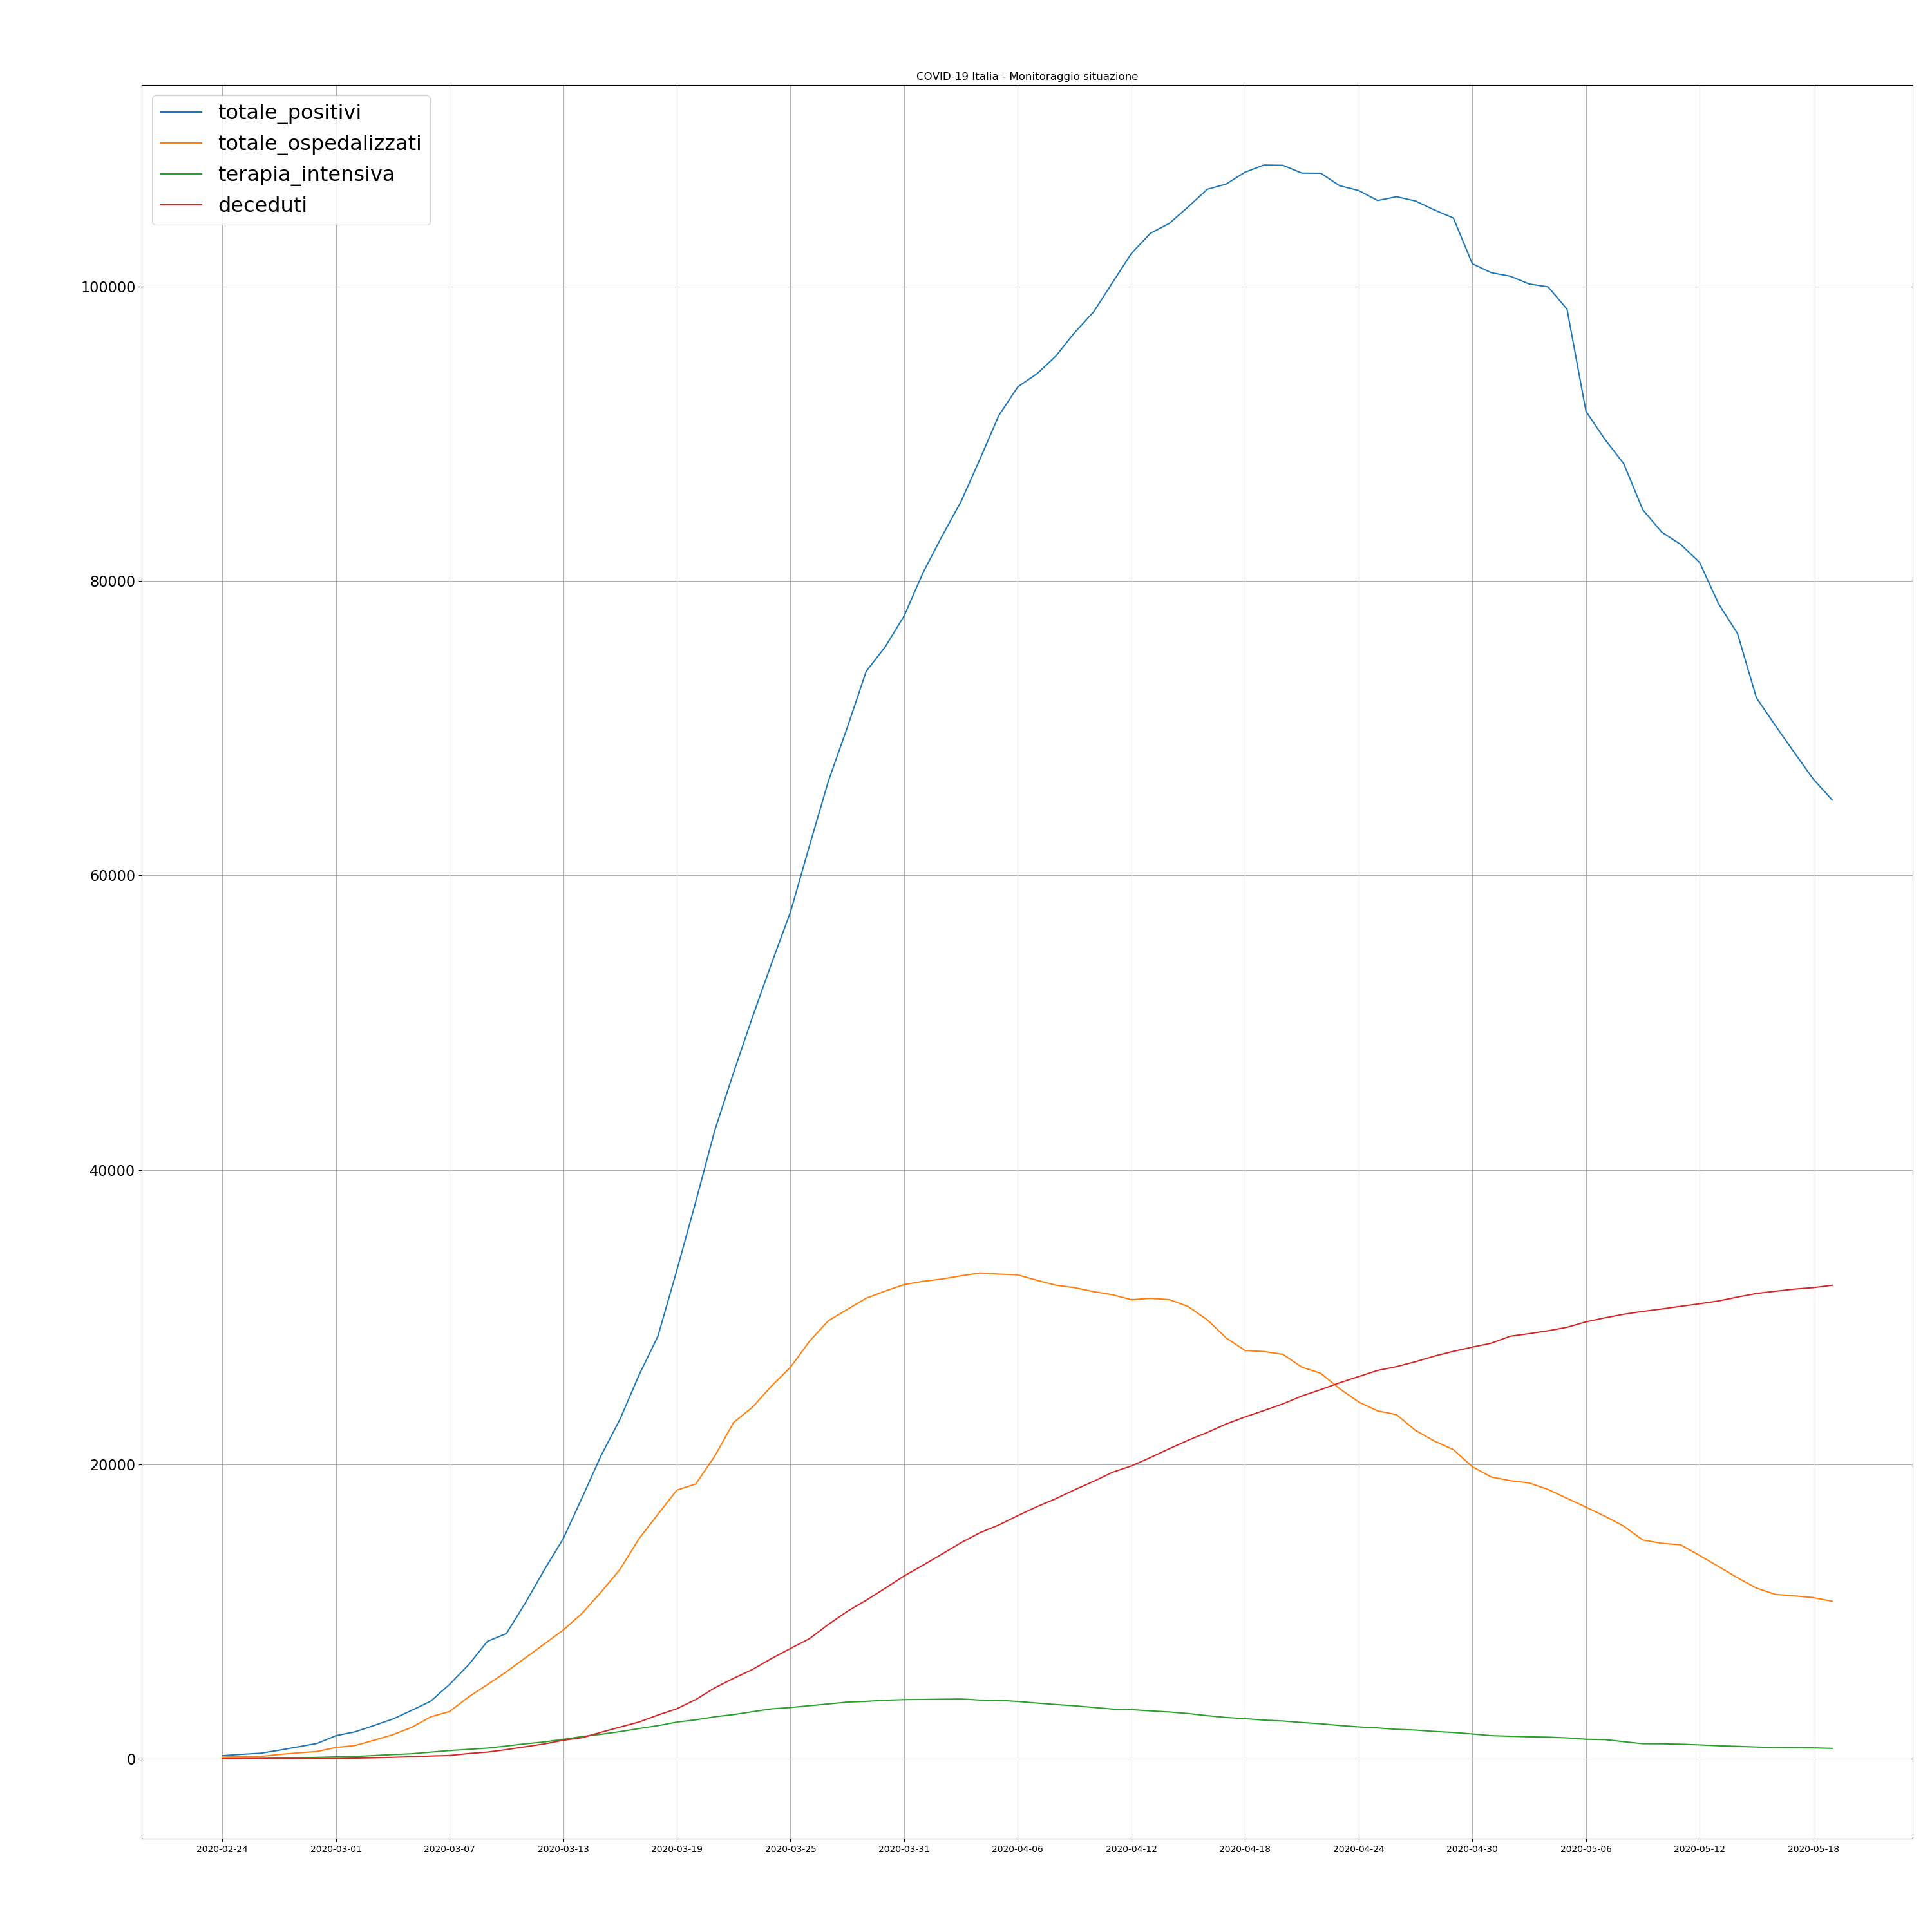 COVID-19 Italia - Monitoraggio situazione
totale_positivi
totale_ospedalizzati
terapia_intensiva
deceduti
100000
80000
60000
40000
20000
0
2020-02-24 2020-03-01 2020-03-07 2020-03-13 2020-03-19 2020-03-25 2020-03-31 2020-04-06 2020-04-12 2020-04-18 2020-04-24 2020-04-30 2020-05-06 2020-05-12 2020-05-18